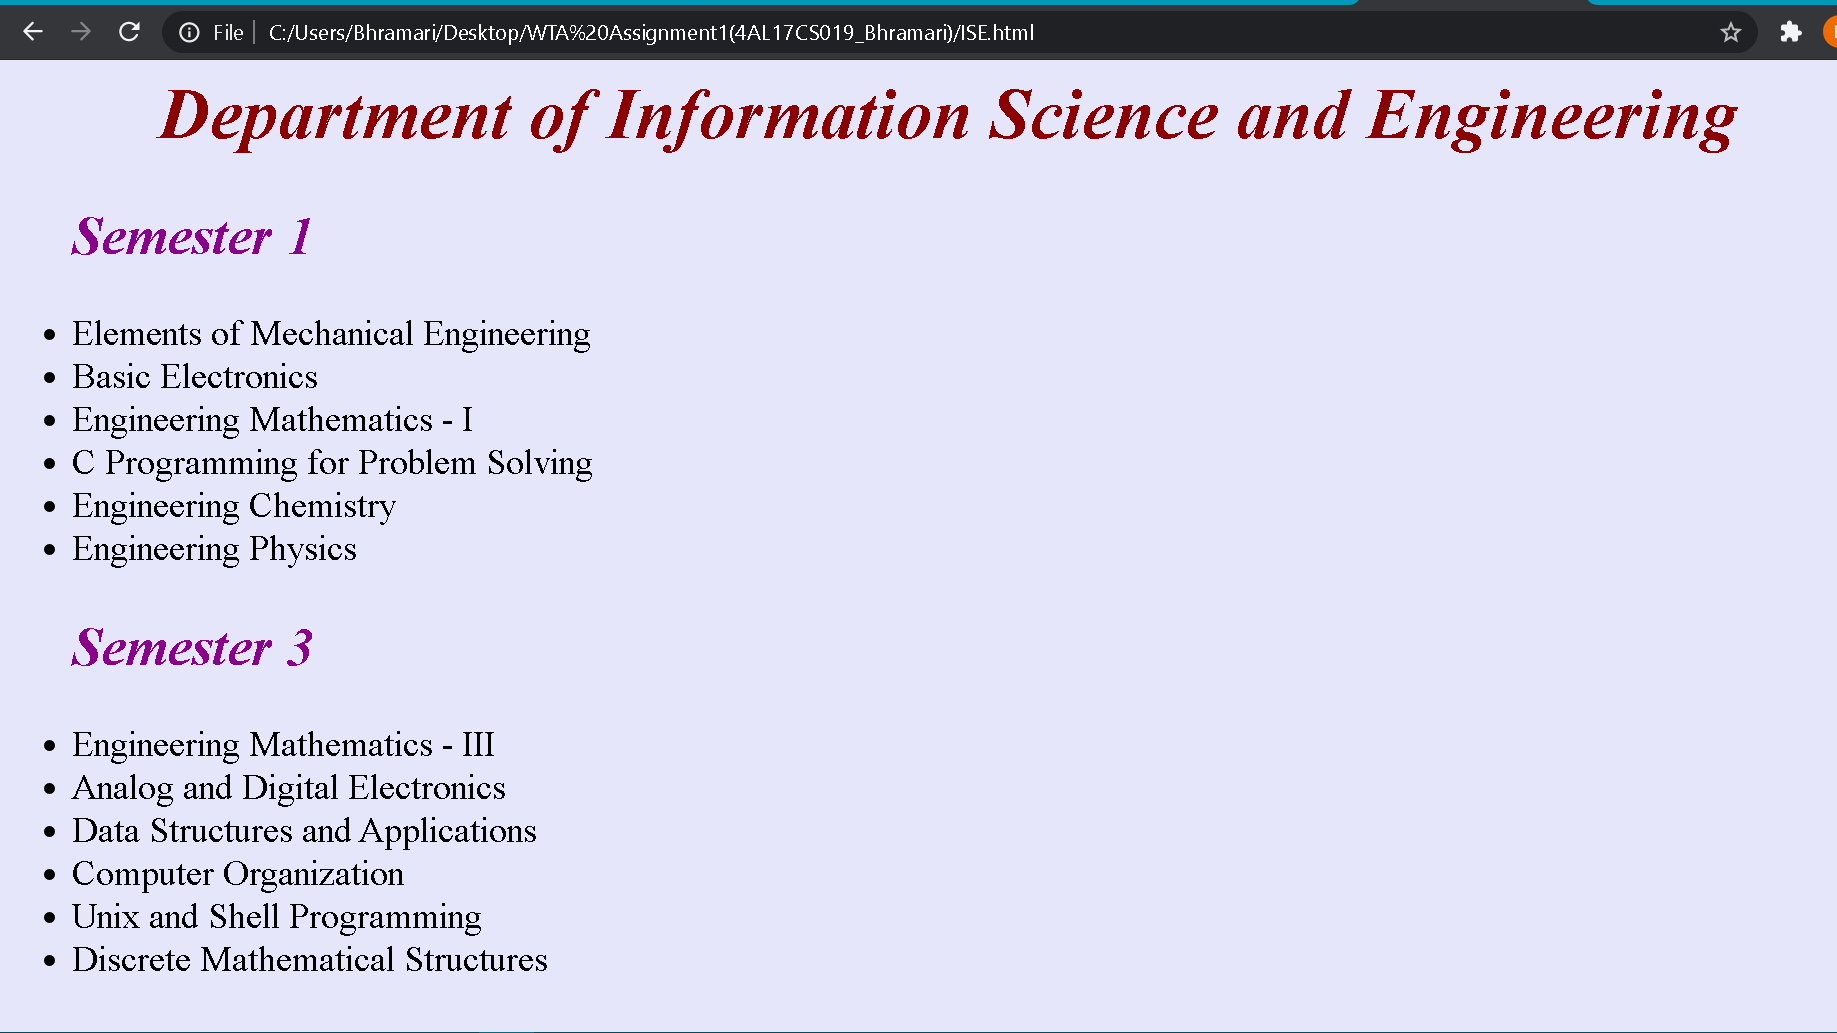 File C:/Users/Bhramari/Desktop/WTA%20Assignment1(4AL17CS019_Bhramari)/ISE.html
Department of Information Science and Engineering
Semester 1
Elements of Mechanical Engineering
Basic Electronics
Engineering Mathematics - I
C Programming for Problem Solving
Engineering Chemistry
Engineering Physics
Semester 3
Engineering Mathematics - III
Analog and Digital Electronics
Data Structures and Applications
Computer Organization
Unix and Shell Programming
Discrete Mathematical Structures